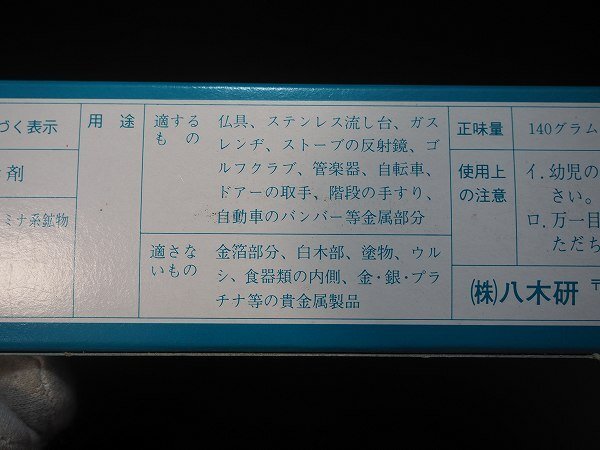 づく表示
剤
ミナ系鉱物
用途
適する
もの
仏具、ステンレス流し台、ガス
レンヂ、ストーブの反射鏡、ゴ
ルフクラブ、管楽器、自転車、
ドアーの取手、階段の手すり、
自動車のバンパー等金属部分
適さな
いもの
金箔部分、白木部、塗物、ウル
シ、食器類の内側、金・銀・プラ
チナ等の貴金属製品
正味量
140グラム
使用上
の注意
イ.幼児の
さい。
ロ.万一目
ただち
(株)八木研 〒